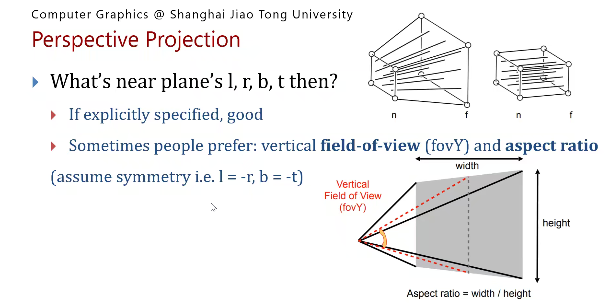 Computer Graphics @ Shanghai Jiao Tong University
Perspective Projection
What's near plane's l, r, b, t then?
If explicitly specified, good
Sometimes people prefer: vertical field-of-view (fovY) and aspect ratio
(assume symmetry i.e. l = -r, b = -t)
n f n f
width
Vertical
Field of View
(fovY)
height
Aspect ratio = width / height